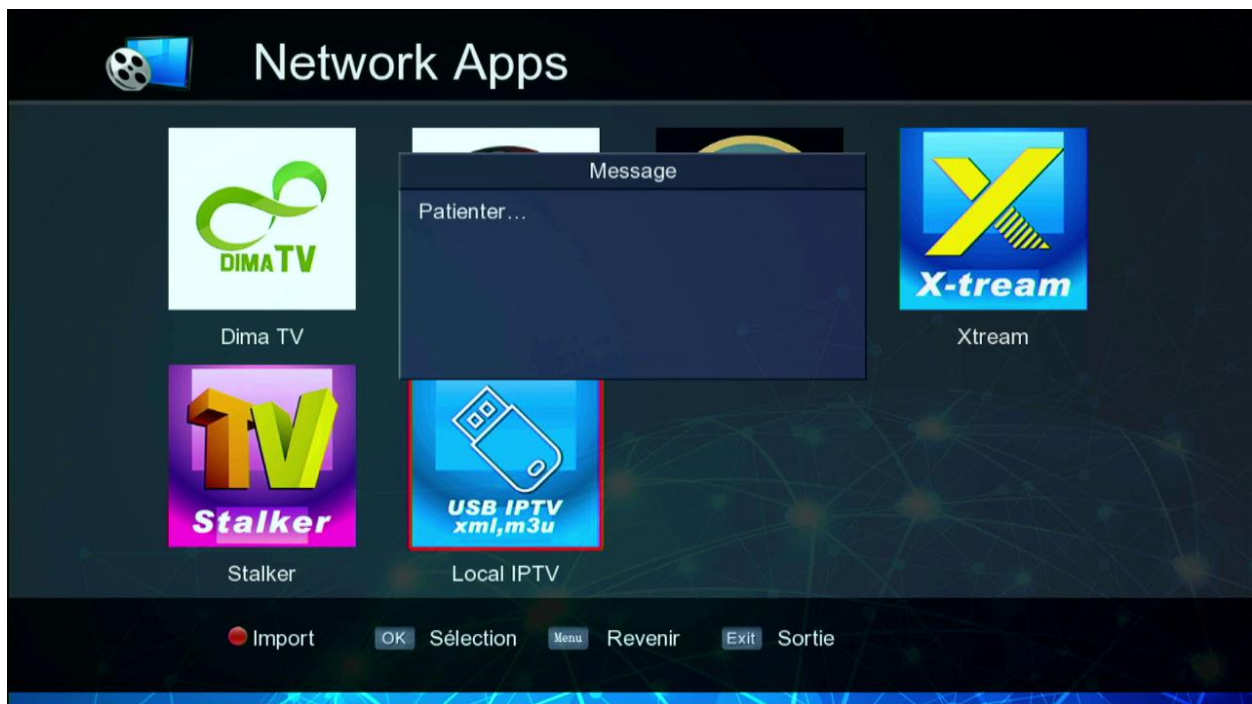 Network Apps
Message
Patienter...
DIMA TV
X-tream
Dima TV
Xtream
TV
Stalker
USB IPTV
xml,m3u
Stalker
Local IPTV
Import
OK Sélection
Menu Revenir
Exit Sortie